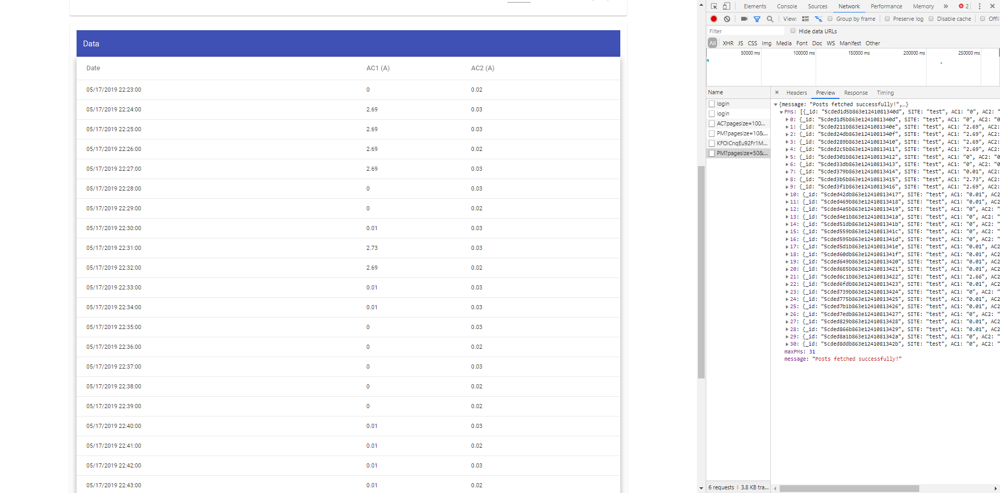 Data
Date AC1 (A) AC2 (A)
05/17/2019 22:23:00 0 0.02
05/17/2019 22:24:00 2.69 0.03
05/17/2019 22:25:00 2.69 0.03
05/17/2019 22:26:00 2.69 0.02
05/17/2019 22:27:00 2.69 0.03
05/17/2019 22:28:00 0 0.03
05/17/2019 22:29:00 0 0.02
05/17/2019 22:30:00 0.01 0.03
05/17/2019 22:31:00 2.73 0.03
05/17/2019 22:32:00 2.69 0.02
05/17/2019 22:33:00 0.01 0.03
05/17/2019 22:34:00 0.01 0.03
05/17/2019 22:35:00 0 0.03
05/17/2019 22:36:00 0 0.02
05/17/2019 22:37:00 0 0.03
05/17/2019 22:38:00 0 0.02
05/17/2019 22:39:00 0 0.02
05/17/2019 22:40:00 0.01 0.03
05/17/2019 22:41:00 0.01 0.02
05/17/2019 22:42:00 0.01 0.03
05/17/2019 22:43:00 0.01 0.02
Elements Console Sources Network Performance Memory » 2
View: Group by frame Preserve log Disable cache Offli
Filter Hide data URLs
All XHR JS CSS Img Media Font Doc WS Manifest Other
50000 ms 100000 ms 150000 ms 200000 ms 250000 ms
Name
login
login
AC?pagesize=100...
PM?pagesize=10&...
KFOlCnqEu92Fr1M...
PM?pagesize=50&...
6 requests | 3.8 KB tra...
Headers Preview Response Timing
{message: "Posts fetched successfully!",…}
PMs: [{_id: "5cded1d5b863e1241081340d", SITE: "test", AC1: "0", AC2: "
0: {_id: "5cded1d5b863e1241081340d", SITE: "test", AC1: "0", AC2: "0
1: {_id: "5cded211b863e1241081340e", SITE: "test", AC1: "2.69", AC2:
2: {_id: "5cded24db863e1241081340f", SITE: "test", AC1: "2.69", AC2:
3: {_id: "5cded289b863e12410813410", SITE: "test", AC1: "2.69", AC2:
4: {_id: "5cded2c5b863e12410813411", SITE: "test", AC1: "2.69", AC2:
5: {_id: "5cded301b863e12410813412", SITE: "test", AC1: "0", AC2: "0
6: {_id: "5cded33db863e12410813413", SITE: "test", AC1: "0", AC2: "0
7: {_id: "5cded379b863e12410813414", SITE: "test", AC1: "0.01", AC2:
8: {_id: "5cded3b5b863e12410813415", SITE: "test", AC1: "2.73", AC2:
9: {_id: "5cded3f1b863e12410813416", SITE: "test", AC1: "2.69", AC2:
10: {_id: "5cded42db863e12410813417", SITE: "test", AC1: "0.01", AC2
11: {_id: "5cded469b863e12410813418", SITE: "test", AC1: "0.01", AC2
12: {_id: "5cded4a5b863e12410813419", SITE: "test", AC1: "0", AC2: "
13: {_id: "5cded4e1b863e1241081341a", SITE: "test", AC1: "0", AC2: "
14: {_id: "5cded51db863e1241081341b", SITE: "test", AC1: "0", AC2: "
15: {_id: "5cded559b863e1241081341c", SITE: "test", AC1: "0", AC2: "
16: {_id: "5cded595b863e1241081341d", SITE: "test", AC1: "0", AC2: "
17: {_id: "5cded5d1b863e1241081341e", SITE: "test", AC1: "0.01", AC2
18: {_id: "5cded60db863e1241081341f", SITE: "test", AC1: "0.01", AC2
19: {_id: "5cded649b863e12410813420", SITE: "test", AC1: "0.01", AC2
20: {_id: "5cded685b863e12410813421", SITE: "test", AC1: "0.01", AC2
21: {_id: "5cded6c1b863e12410813422", SITE: "test", AC1: "2.66", AC2
22: {_id: "5cded6fdb863e12410813423", SITE: "test", AC1: "0.01", AC2
23: {_id: "5cded739b863e12410813424", SITE: "test", AC1: "0", AC2: "
24: {_id: "5cded775b863e12410813425", SITE: "test", AC1: "0.01", AC2
25: {_id: "5cded7b1b863e12410813426", SITE: "test", AC1: "0.01", AC2
26: {_id: "5cded7edb863e12410813427", SITE: "test", AC1: "0", AC2: "
27: {_id: "5cded829b863e12410813428", SITE: "test", AC1: "0.01", AC2
28: {_id: "5cded866b863e12410813429", SITE: "test", AC1: "0.01", AC2
29: {_id: "5cded8a1b863e1241081342a", SITE: "test", AC1: "0", AC2: "
30: {_id: "5cded8ddb863e1241081342b", SITE: "test", AC1: "0", AC2: "
maxPMs: 31
message: "Posts fetched successfully!"